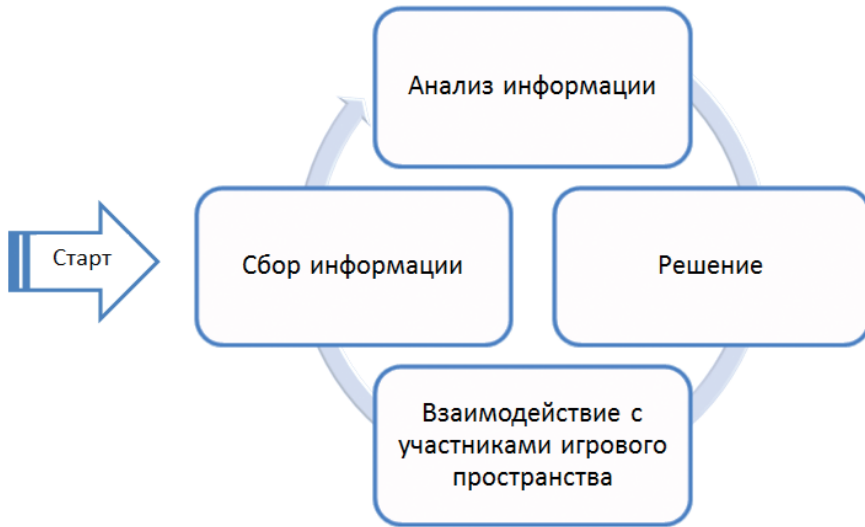 Анализ информации
Старт
Сбор информации
Решение
Взаимодействие с
участниками игрового
пространства